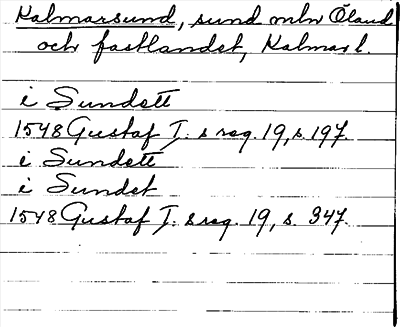 Kalmarsund, sund mln Öland
och fastlandet, Kalmar l.
i Sundett
1548 Gustaf I:s reg. 19, s. 197.
i Sundett
i Sundet
1548 Gustaf I:s reg. 19, s. 347.